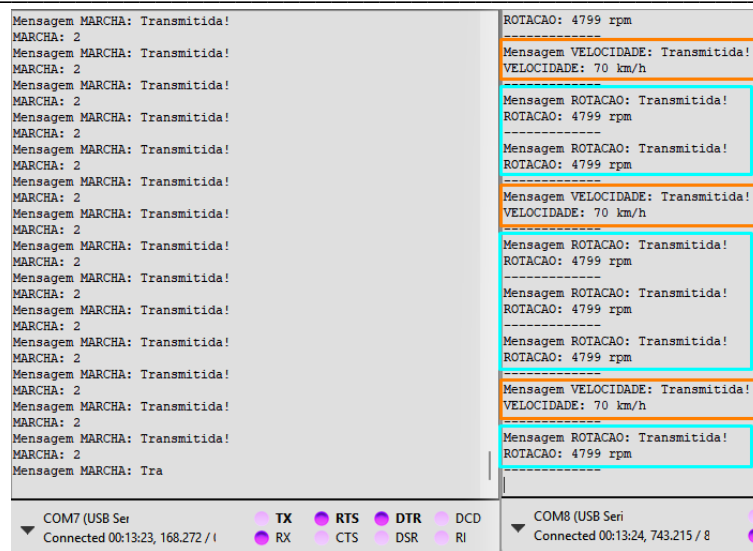 Mensagem MARCHA: Transmitida!
MARCHA: 2
Mensagem MARCHA: Transmitida!
MARCHA: 2
Mensagem MARCHA: Transmitida!
MARCHA: 2
Mensagem MARCHA: Transmitida!
MARCHA: 2
Mensagem MARCHA: Transmitida!
MARCHA: 2
Mensagem MARCHA: Transmitida!
MARCHA: 2
Mensagem MARCHA: Transmitida!
MARCHA: 2
Mensagem MARCHA: Transmitida!
MARCHA: 2
Mensagem MARCHA: Transmitida!
MARCHA: 2
Mensagem MARCHA: Transmitida!
MARCHA: 2
Mensagem MARCHA: Transmitida!
MARCHA: 2
Mensagem MARCHA: Transmitida!
MARCHA: 2
Mensagem MARCHA: Transmitida!
MARCHA: 2
Mensagem MARCHA: Transmitida!
MARCHA: 2
Mensagem MARCHA: Tra
COM7 (USB Ser
Connected 00:13:23, 168.272 / (
TX RTS DTR DCD
RX CTS DSR RI
ROTACAO: 4799 rpm
-------------
Mensagem VELOCIDADE: Transmitida!
VELOCIDADE: 70 km/h
-------------
Mensagem ROTACAO: Transmitida!
ROTACAO: 4799 rpm
-------------
Mensagem ROTACAO: Transmitida!
ROTACAO: 4799 rpm
-------------
Mensagem VELOCIDADE: Transmitida!
VELOCIDADE: 70 km/h
-------------
Mensagem ROTACAO: Transmitida!
ROTACAO: 4799 rpm
-------------
Mensagem ROTACAO: Transmitida!
ROTACAO: 4799 rpm
-------------
Mensagem ROTACAO: Transmitida!
ROTACAO: 4799 rpm
-------------
Mensagem VELOCIDADE: Transmitida!
VELOCIDADE: 70 km/h
-------------
Mensagem ROTACAO: Transmitida!
ROTACAO: 4799 rpm
-------------
COM8 (USB Seri
Connected 00:13:24, 743.215 / 8